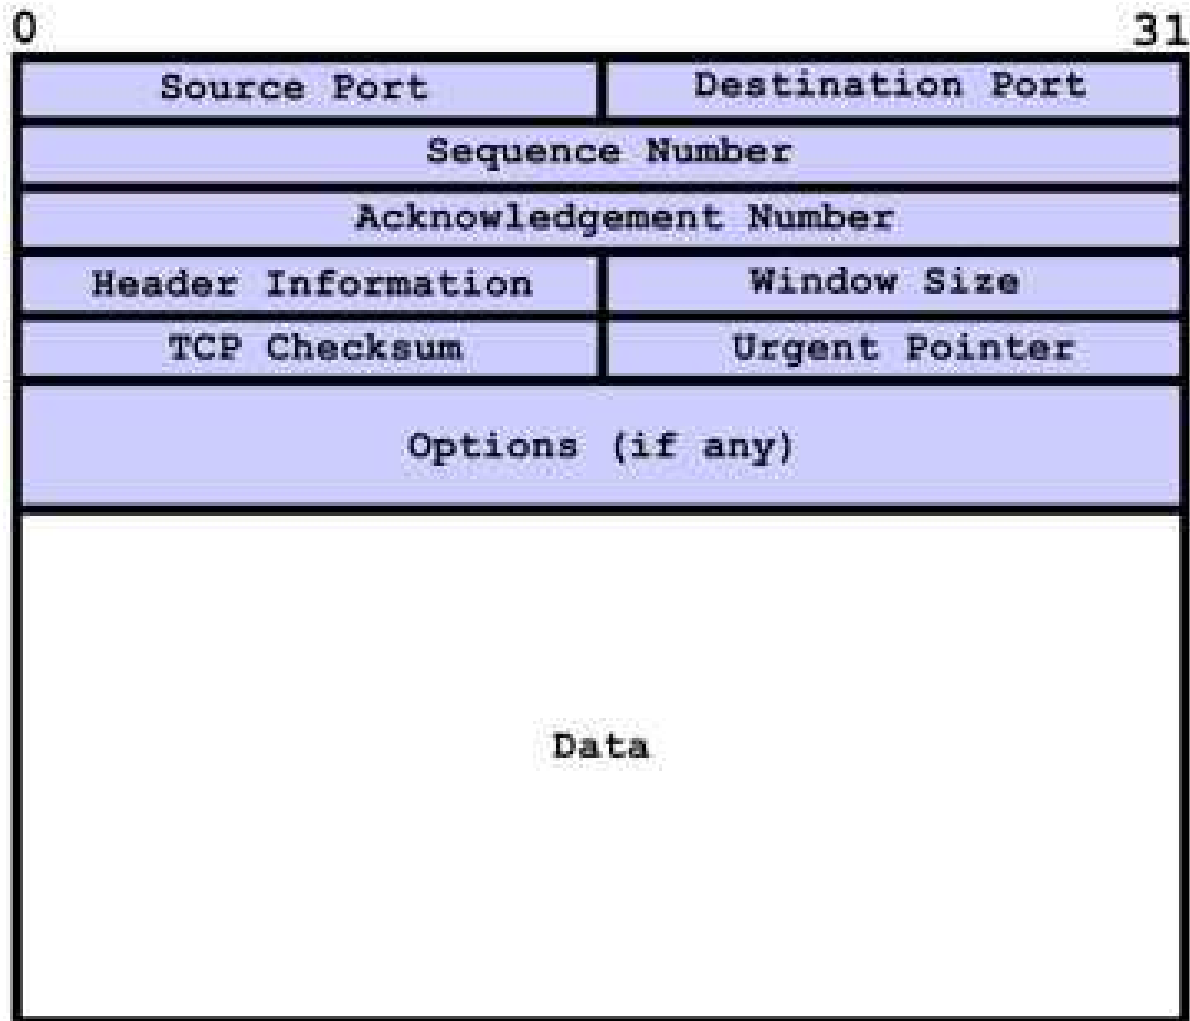 0 31
Source Port Destination Port
Sequence Number
Acknowledgement Number
Header Information Window Size
TCP Checksum Urgent Pointer
Options (if any)
Data